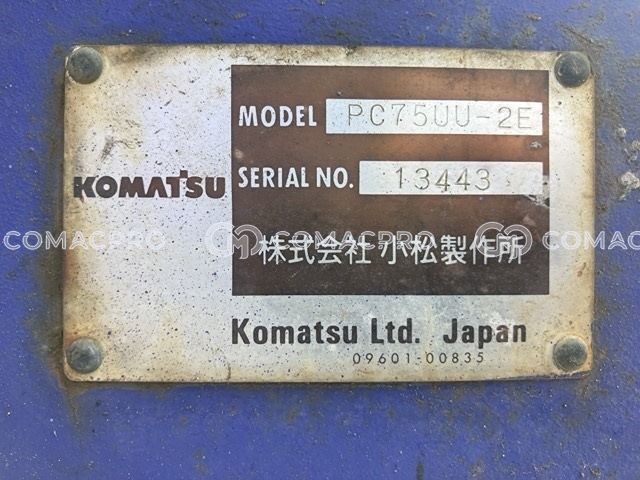 MODEL PC75UU-2E
KOMATSU
SERIAL NO. 13443
COMACPRO COMACPRO COMACPRO
株式会社 小松製作所
Komatsu Ltd. Japan
09601-00835